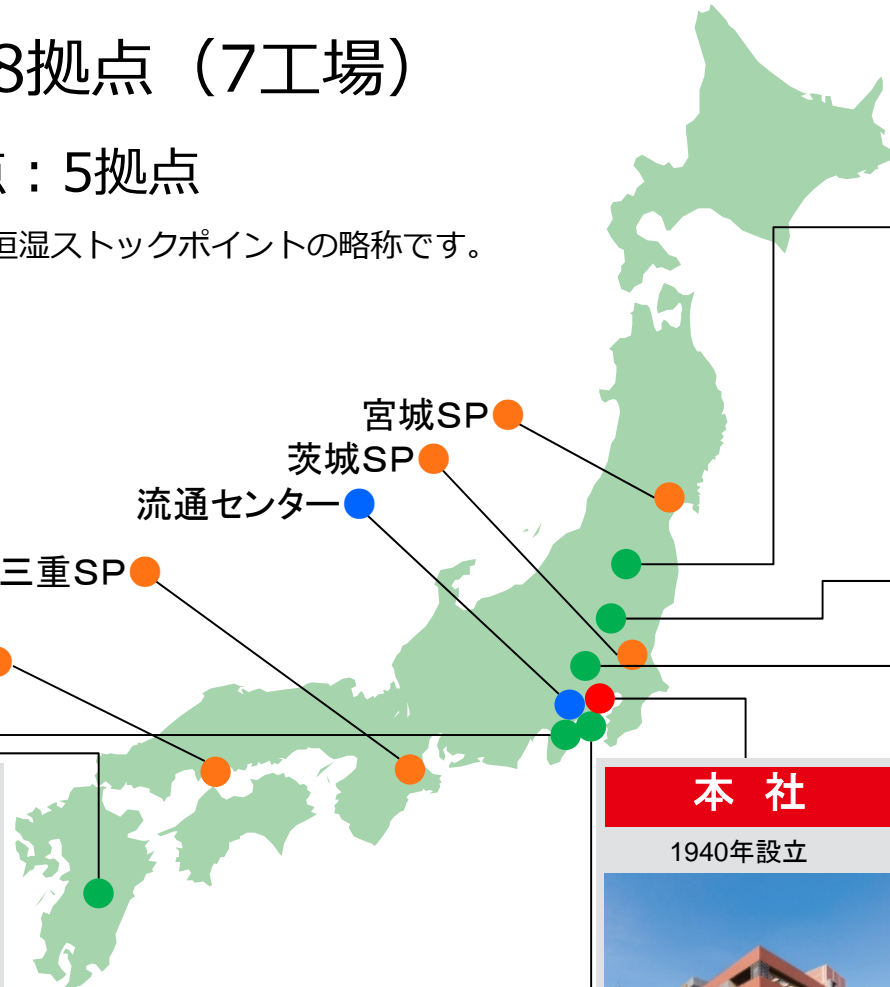 8拠点（7工場）
点：5拠点
恒湿ストックポイントの略称です。
宮城SP
茨城SP
流通センター
三重SP
本 社
1940年設立